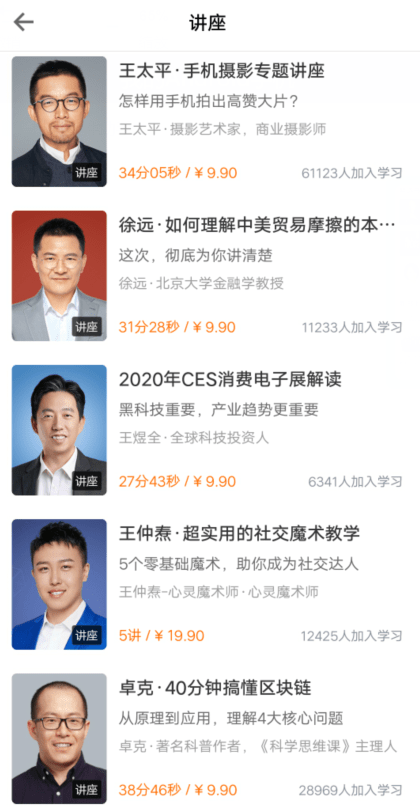 讲座
王太平·手机摄影专题讲座
怎样用手机拍出高赞大片?
王太平·摄影艺术家,商业摄影师
讲座
34分05秒 / ¥ 9.90
61123人加入学习
徐远·如何理解中美贸易摩擦的本…
这次,彻底为你讲清楚
徐远·北京大学金融学教授
讲座
31分28秒 / ¥ 9.90
11233人加入学习
2020年CES消费电子展解读
黑科技重要,产业趋势更重要
王煜全·全球科技投资人
讲座
27分43秒 / ¥ 9.90
6341人加入学习
王仲焘·超实用的社交魔术教学
5个零基础魔术,助你成为社交达人
王仲焘-心灵魔术师·心灵魔术师
讲座
5讲 / ¥ 19.90
12425人加入学习
卓克·40分钟搞懂区块链
从原理到应用,理解4大核心问题
卓克·著名科普作者,《科学思维课》主理人
讲座
38分46秒 / ¥ 9.90
28969人加入学习